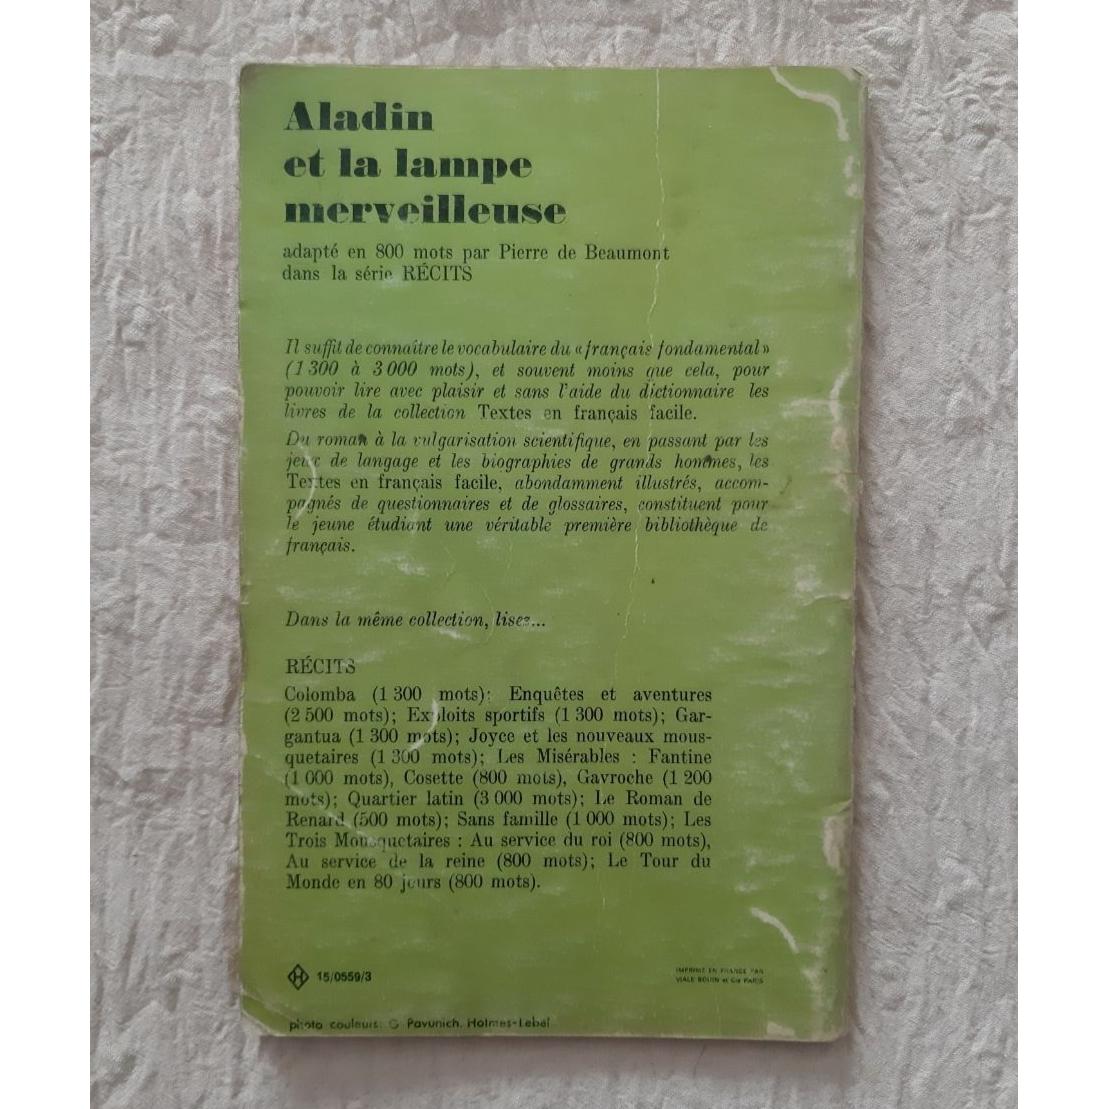 Aladin
et la lampe
merveilleuse
adapté en 800 mots par Pierre de Beaumont
dans la série RÉCITS
Il suffit de connaître le vocabulaire du « français fondamental »
(1 300 à 3 000 mots), et souvent moins que cela, pour
pouvoir lire avec plaisir et sans l'aide du dictionnaire les
livres de la collection Textes en français facile.
Du roman à la vulgarisation scientifique, en passant par les
jeux de langage et les biographies de grands hommes, les
Textes en français facile, abondamment illustrés, accom-
pagnés de questionnaires et de glossaires, constituent pour
le jeune étudiant une véritable première bibliothèque de
français.
Dans la même collection, lisez...
RÉCITS
Colomba (1 300 mots); Enquêtes et aventures
(2 500 mots); Exploits sportifs (1 300 mots); Gar-
gantua (1 300 mots); Joyce et les nouveaux mous-
quetaires (1 300 mots); Les Misérables : Fantine
(1 000 mots), Cosette (800 mots), Gavroche (1 200
mots); Quartier latin (3 000 mots); Le Roman de
Renard (500 mots); Sans famille (1 000 mots); Les
Trois Mousquetaires : Au service du roi (800 mots),
Au service de la reine (800 mots); Le Tour du
Monde en 80 jours (800 mots).
H 15/0559/3
IMPRIMÉ EN FRANCE PAR
et Cie PARIS
photo couleurs: G. Pavunich. Holmes-Lebel